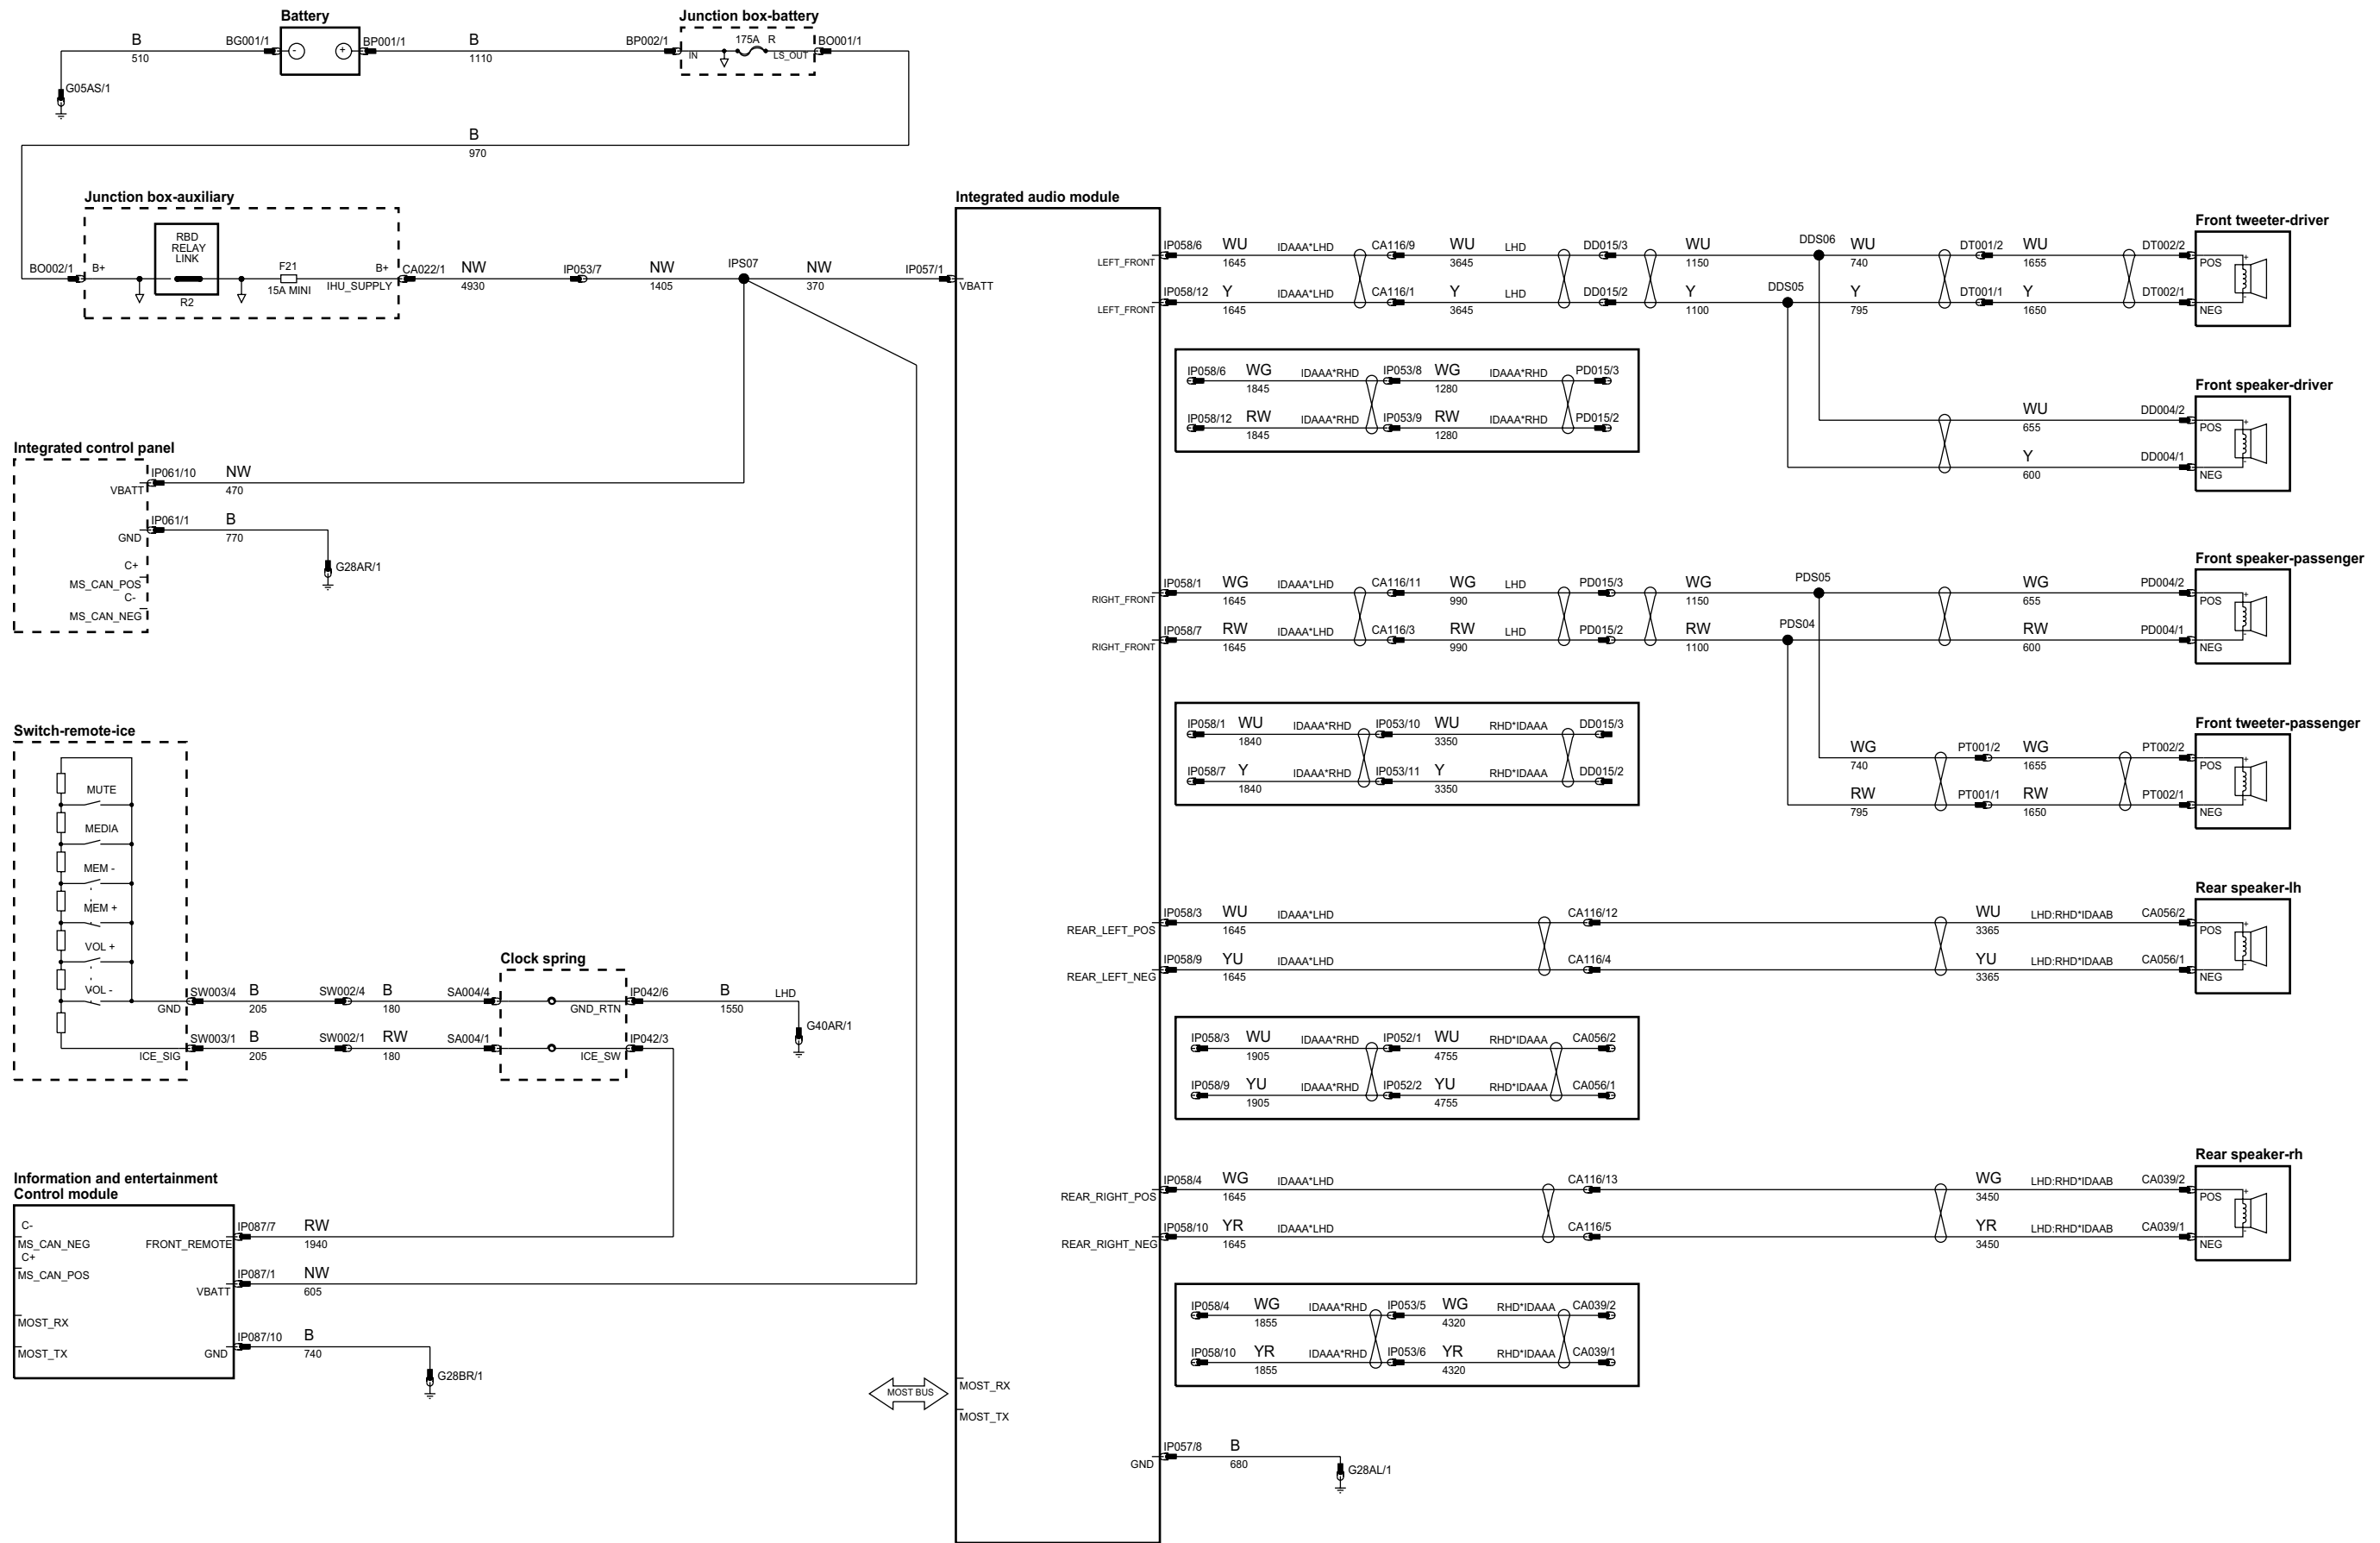 Battery
Junction box-battery
B
510
BG001/1
-
+
BP001/1
B
1110
BP002/1
175A R
IN
LS_OUT
BO001/1
G05AS/1
B
970
Junction box-auxiliary
RBD
RELAY
LINK
R2
BO002/1
B+
F21
15A MINI
B+
IHU_SUPPLY
CA022/1
NW
4930
IP053/7
NW
1405
IPS07
NW
370
IP057/1
VBATT
Integrated control panel
IP061/10
NW
VBATT
470
IP061/1
B
GND
770
G28AR/1
C+
MS_CAN_POS
C-
MS_CAN_NEG
Switch-remote-ice
MUTE
MEDIA
MEM -
MEM +
VOL +
VOL -
GND
SW003/4
B
205
SW002/4
B
180
SA004/4
Clock spring
GND_RTN
IP042/6
B
1550
LHD
G40AR/1
ICE_SIG
SW003/1
B
205
SW002/1
RW
180
SA004/1
ICE_SW
IP042/3
Information and entertainment
Control module
C-
MS_CAN_NEG
C+
MS_CAN_POS
MOST_RX
MOST_TX
FRONT_REMOTE
IP087/7
RW
1940
VBATT
IP087/1
NW
605
GND
IP087/10
B
740
G28BR/1
Integrated audio module
MOST BUS
MOST_RX
MOST_TX
GND
IP057/8
B
680
G28AL/1
LEFT_FRONT
IP058/6
WU
1645
IDAAA*LHD
CA116/9
WU
3645
LHD
DD015/3
WU
1150
DDS06
WU
740
DT001/2
WU
1655
DT002/2
Front tweeter-driver
POS
+
-
NEG
LEFT_FRONT
IP058/12
Y
1645
IDAAA*LHD
CA116/1
Y
3645
LHD
DD015/2
Y
1100
DDS05
Y
795
DT001/1
Y
1650
DT002/1
IP058/6
WG
1845
IDAAA*RHD
IP053/8
WG
1280
IDAAA*RHD
PD015/3
IP058/12
RW
1845
IDAAA*RHD
IP053/9
RW
1280
IDAAA*RHD
PD015/2
Front speaker-driver
WU
655
DD004/2
POS
+
-
Y
600
DD004/1
NEG
RIGHT_FRONT
IP058/1
WG
1645
IDAAA*LHD
CA116/11
WG
990
LHD
PD015/3
WG
1150
PDS05
WG
655
PD004/2
Front speaker-passenger
POS
+
-
NEG
RIGHT_FRONT
IP058/7
RW
1645
IDAAA*LHD
CA116/3
RW
990
LHD
PD015/2
RW
1100
PDS04
RW
600
PD004/1
IP058/1
WU
1840
IDAAA*RHD
IP053/10
WU
3350
RHD*IDAAA
DD015/3
IP058/7
Y
1840
IDAAA*RHD
IP053/11
Y
3350
RHD*IDAAA
DD015/2
Front tweeter-passenger
WG
740
PT001/2
WG
1655
PT002/2
POS
+
-
RW
795
PT001/1
RW
1650
PT002/1
NEG
REAR_LEFT_POS
IP058/3
WU
1645
IDAAA*LHD
CA116/12
WU
3365
LHD:RHD*IDAAB
CA056/2
Rear speaker-lh
POS
+
-
NEG
REAR_LEFT_NEG
IP058/9
YU
1645
IDAAA*LHD
CA116/4
YU
3365
LHD:RHD*IDAAB
CA056/1
IP058/3
WU
1905
IDAAA*RHD
IP052/1
WU
4755
RHD*IDAAA
CA056/2
IP058/9
YU
1905
IDAAA*RHD
IP052/2
YU
4755
RHD*IDAAA
CA056/1
REAR_RIGHT_POS
IP058/4
WG
1645
IDAAA*LHD
CA116/13
WG
3450
LHD:RHD*IDAAB
CA039/2
Rear speaker-rh
POS
+
-
NEG
REAR_RIGHT_NEG
IP058/10
YR
1645
IDAAA*LHD
CA116/5
YR
3450
LHD:RHD*IDAAB
CA039/1
IP058/4
WG
1855
IDAAA*RHD
IP053/5
WG
4320
RHD*IDAAA
CA039/2
IP058/10
YR
1855
IDAAA*RHD
IP053/6
YR
4320
RHD*IDAAA
CA039/1